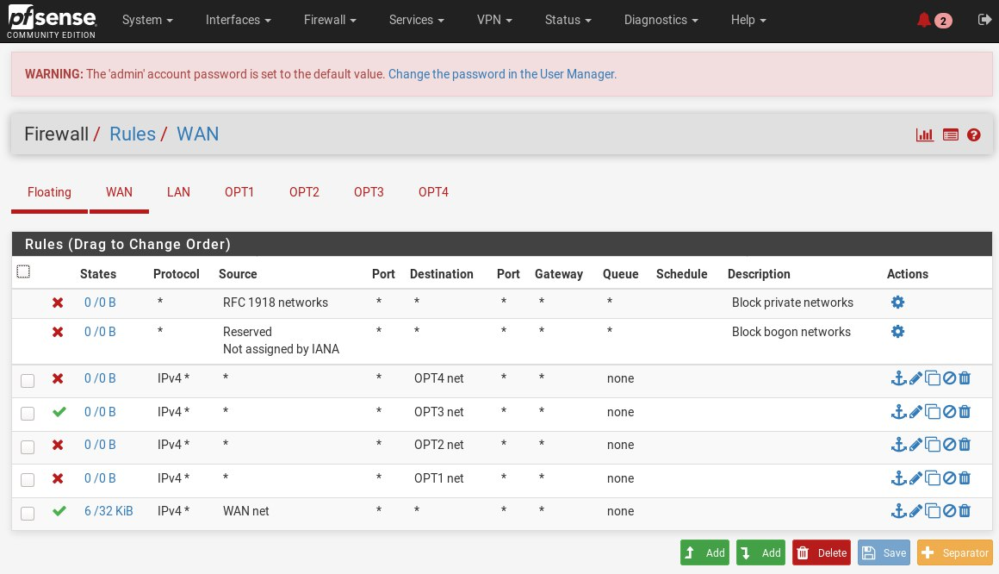 pfsense
COMMUNITY EDITION
System Interfaces Firewall Services VPN Status Diagnostics Help 2
WARNING: The 'admin' account password is set to the default value. Change the password in the User Manager.
Firewall / Rules / WAN
Floating WAN LAN OPT1 OPT2 OPT3 OPT4
Rules (Drag to Change Order)
States Protocol Source Port Destination Port Gateway Queue Schedule Description Actions
0 /0 B * RFC 1918 networks * * * * * Block private networks
0 /0 B * Reserved * * * * * Block bogon networks
Not assigned by IANA
0 /0 B IPv4 * * * OPT4 net * * none
0 /0 B IPv4 * * * OPT3 net * * none
0 /0 B IPv4 * * * OPT2 net * * none
0 /0 B IPv4 * * * OPT1 net * * none
6 /32 KiB IPv4 * WAN net * * * * none
Add Add Delete Save Separator